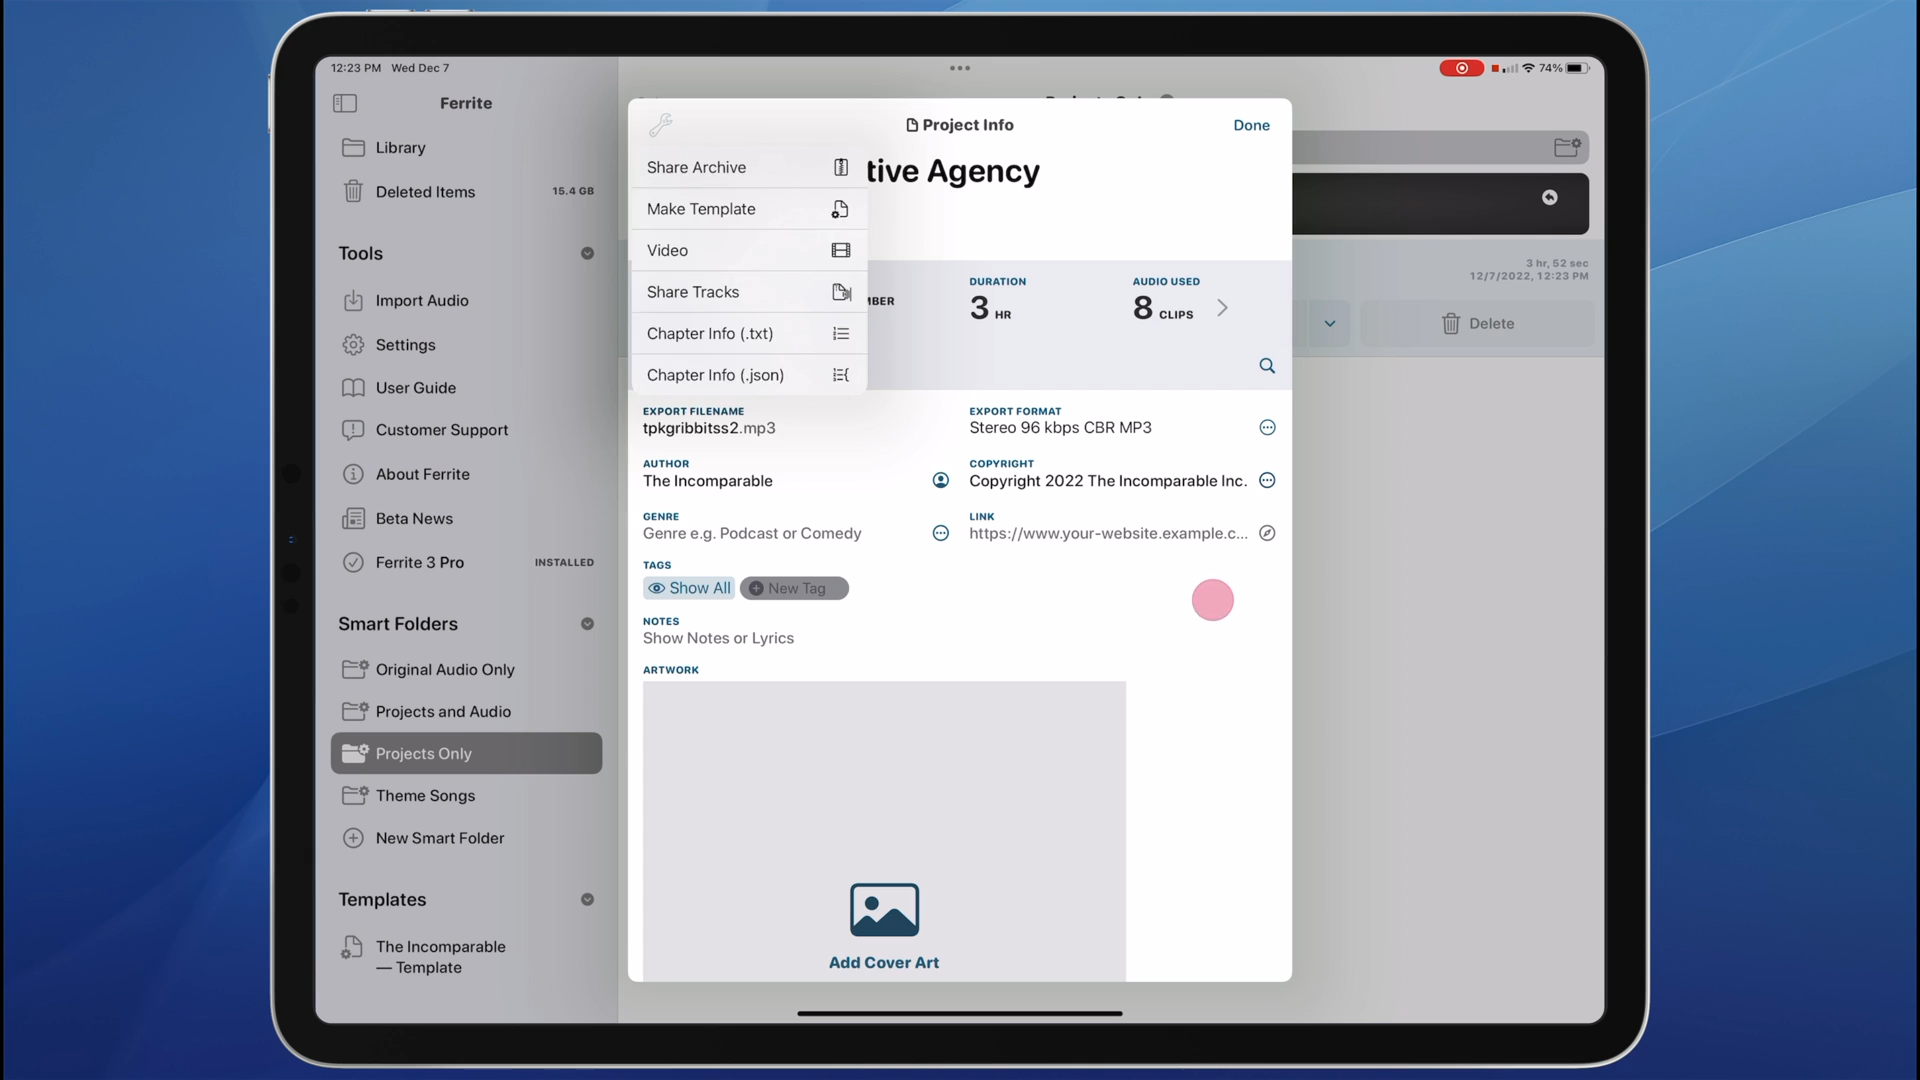 12:23 PM Wed Dec 7
74%
Ferrite
Library
Deleted Items 15.4 GB
Tools
Import Audio
Settings
User Guide
Customer Support
About Ferrite
Beta News
Ferrite 3 Pro INSTALLED
Smart Folders
Original Audio Only
Projects and Audio
Projects Only
Theme Songs
New Smart Folder
Templates
The Incomparable
— Template
Project Info
Done
Share Archive
Make Template
Video
Share Tracks
Chapter Info (.txt)
Chapter Info (.json)
tive Agency
MBER
DURATION
3 HR
AUDIO USED
8 CLIPS
EXPORT FILENAME
tpkgribbitss2.mp3
EXPORT FORMAT
Stereo 96 kbps CBR MP3
AUTHOR
The Incomparable
COPYRIGHT
Copyright 2022 The Incomparable Inc.
GENRE
Genre e.g. Podcast or Comedy
LINK
https://www.your-website.example.c...
TAGS
Show All
New Tag
NOTES
Show Notes or Lyrics
ARTWORK
Add Cover Art
3 hr, 52 sec
12/7/2022, 12:23 PM
Delete